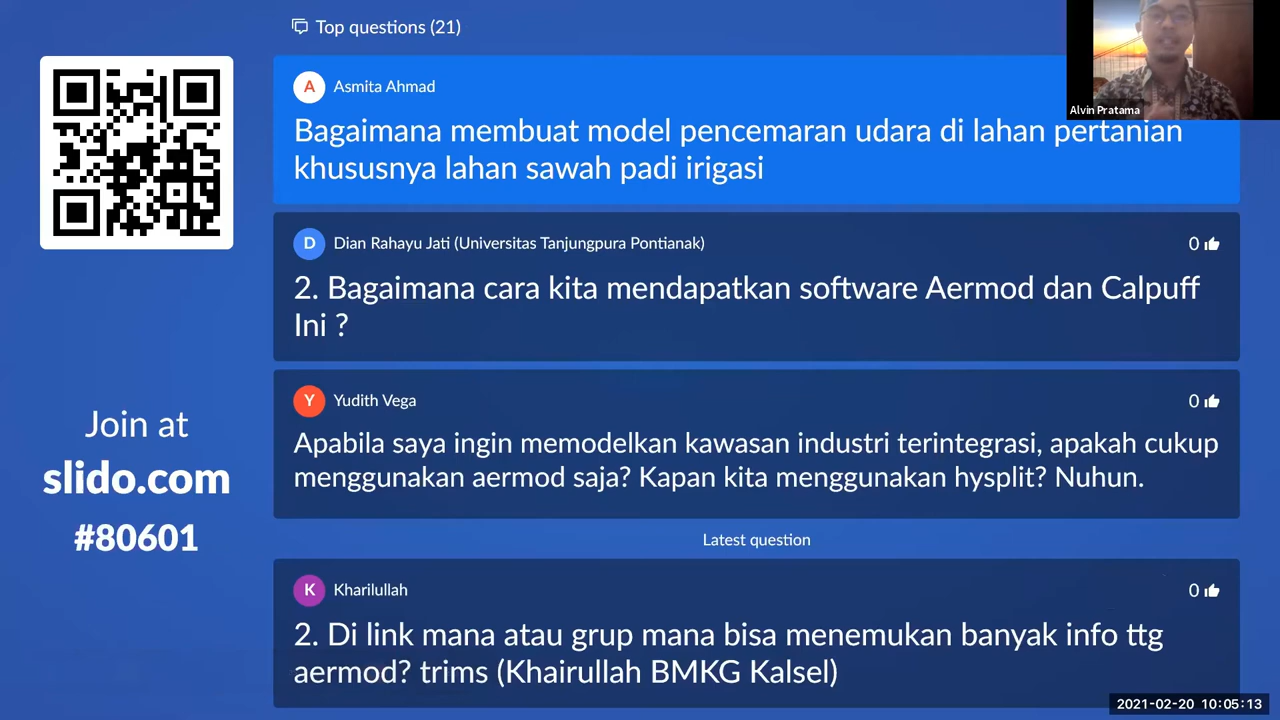 Top questions (21)
Asmita Ahmad
Bagaimana membuat model pencemaran udara di lahan pertanian
khususnya lahan sawah padi irigasi
Alvin Pratama
D
Dian Rahayu Jati (Universitas Tanjungpura Pontianak)
0
2. Bagaimana cara kita mendapatkan software Aermod dan Calpuff
Ini ?
Y
Yudith Vega
0
Apabila saya ingin memodelkan kawasan industri terintegrasi, apakah cukup
menggunakan aermod saja? Kapan kita menggunakan hysplit? Nuhun.
Latest question
K
Kharilullah
0
2. Di link mana atau grup mana bisa menemukan banyak info ttg
aermod? trims (Khairullah BMKG Kalsel)
Join at
slido.com
#80601
A
2021-02-20 10:05:13